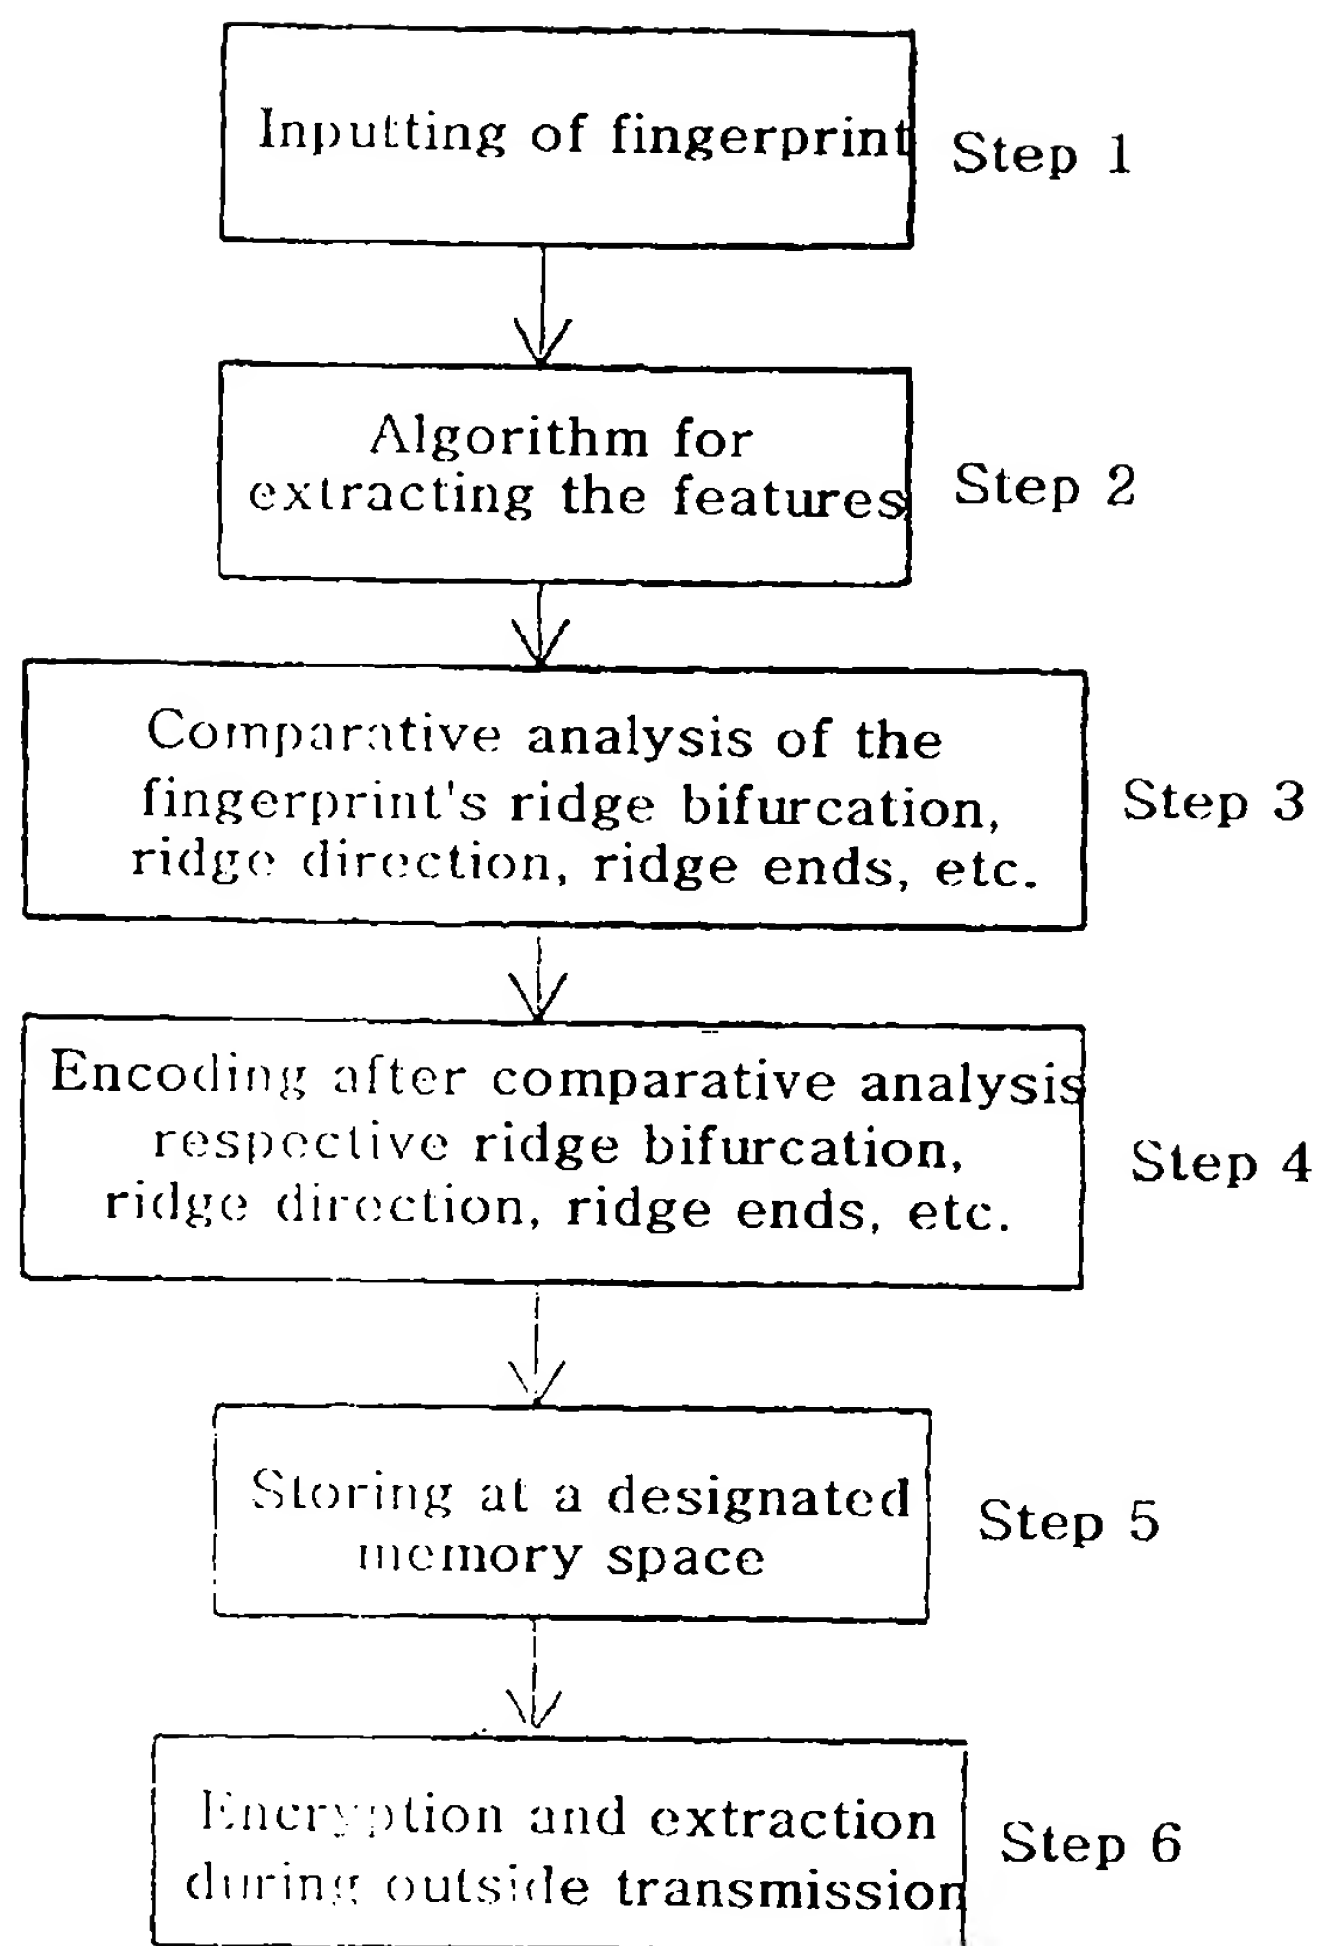 Inputting of fingerprint
Step 1
Algorithm for
extracting the features
Step 2
Comparative analysis of the
fingerprint's ridge bifurcation,
ridge direction, ridge ends, etc.
Step 3
Encoding after comparative analysis
respective ridge bifurcation,
ridge direction, ridge ends, etc.
Step 4
Storing at a designated
memory space
Step 5
Encryption and extraction
during outside transmission
Step 6